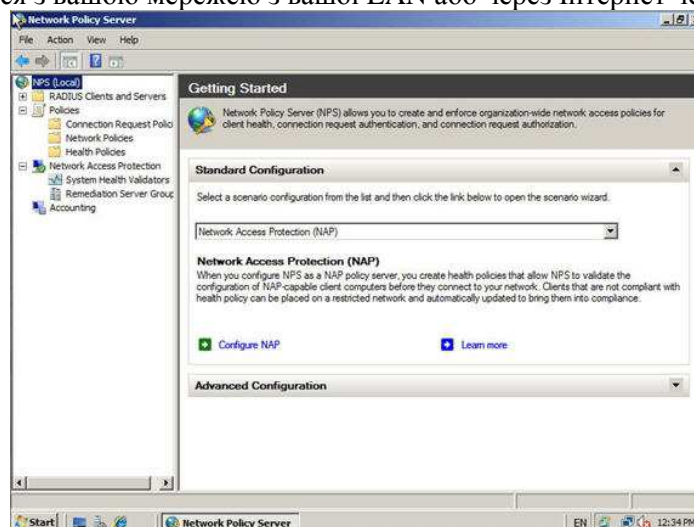 ся з вашою мережею з вашої LAN або через Інтернет
Network Policy Server
File Action View Help
NPS (Local)
RADIUS Clients and Servers
Policies
Connection Request Polici
Network Policies
Health Policies
Network Access Protection
System Health Validators
Remediation Server Group
Accounting
Getting Started
Network Policy Server (NPS) allows you to create and enforce organization-wide network access policies for
client health, connection request authentication, and connection request authorization.
Standard Configuration
Select a scenario configuration from the list and then click the link below to open the scenario wizard.
Network Access Protection (NAP)
Network Access Protection (NAP)
When you configure NPS as a NAP policy server, you create health policies that allow NPS to validate the
configuration of NAP-capable client computers before they connect to your network. Clients that are not compliant with
health policy can be placed on a restricted network and automatically updated to bring them into compliance.
Configure NAP
Learn more
Advanced Configuration
Start
Network Policy Server
EN
12:34 PM